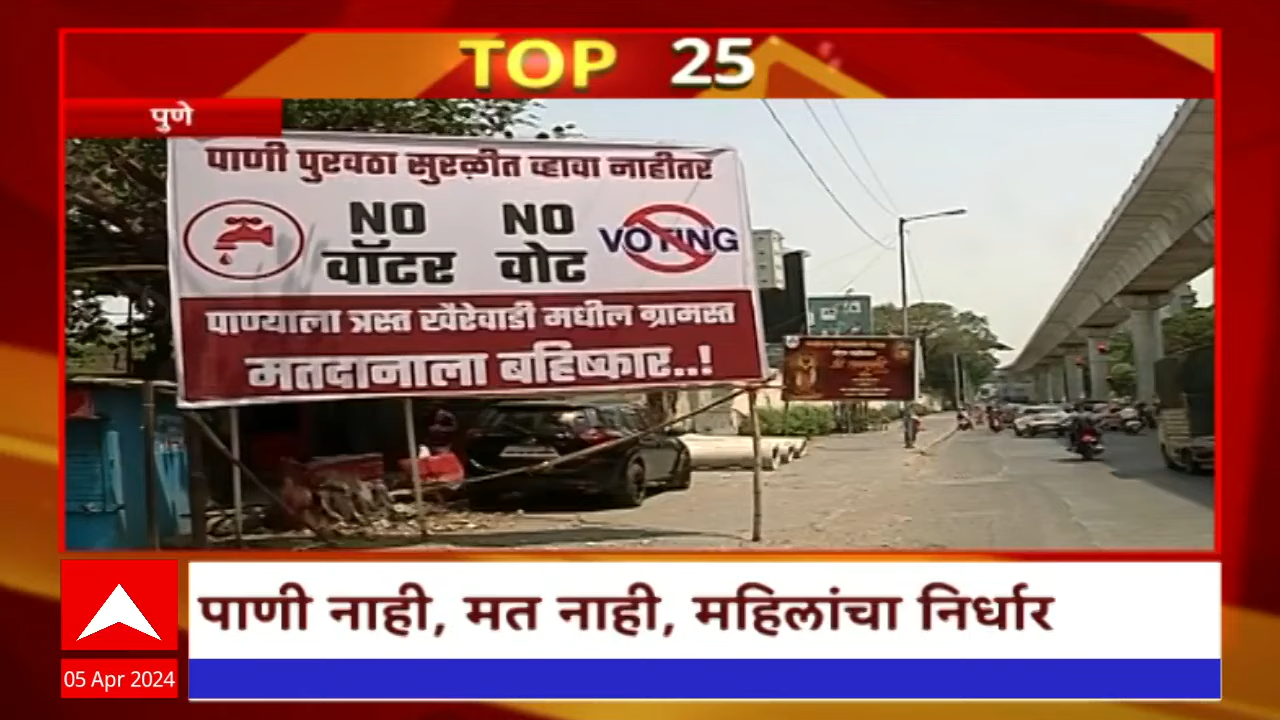 TOP 25
पुणे
पाणी पुरवठा सुरळीत व्हावा नाहीतर
NO NO
VOTING
वॉटर वोट
पाण्याला त्रस्त खैरेवाडी मधील ग्रामस्त
मतदानाला बहिष्कार..!
पाणी नाही, मत नाही, महिलांचा निर्धार
05 Apr 2024